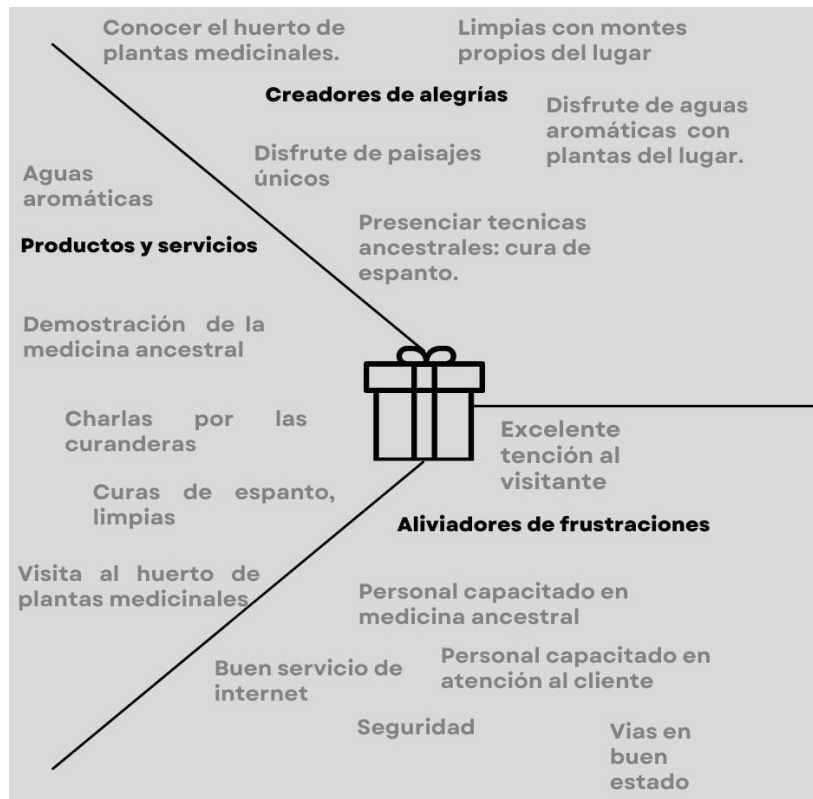 Conocer el huerto de
plantas medicinales.
Limpias con montes
propios del lugar
Creadores de alegrías
Disfrute de aguas
aromáticas con
plantas del lugar.
Disfrute de paisajes
únicos
Presenciar tecnicas
ancestrales: cura de
espanto.
Aguas
aromáticas
Productos y servicios
Demostración de la
medicina ancestral
Charlas por las
curanderas
Curas de espanto,
limpias
Visita al huerto de
plantas medicinales
Excelente
tención al
visitante
Aliviadores de frustraciones
Personal capacitado en
medicina ancestral
Personal capacitado en
atención al cliente
Buen servicio de
internet
Seguridad
Vias en
buen
estado